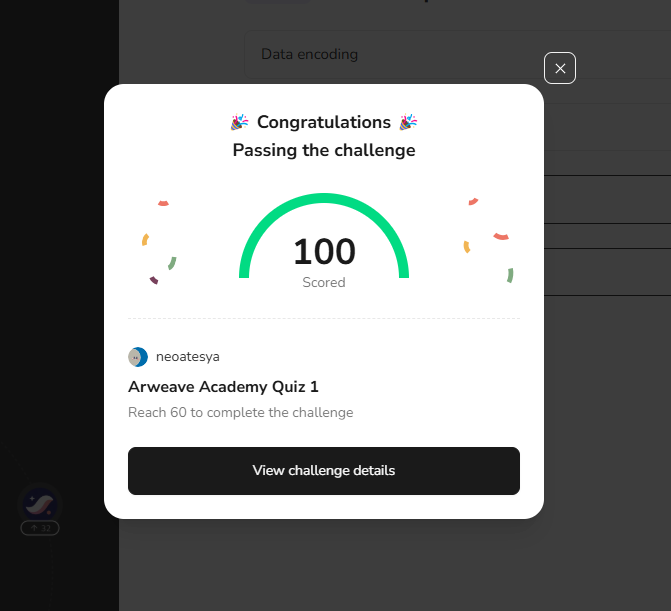 Data encoding
🎉 Congratulations 🎉
Passing the challenge
100
Scored
neoatesya
Arweave Academy Quiz 1
Reach 60 to complete the challenge
View challenge details
32